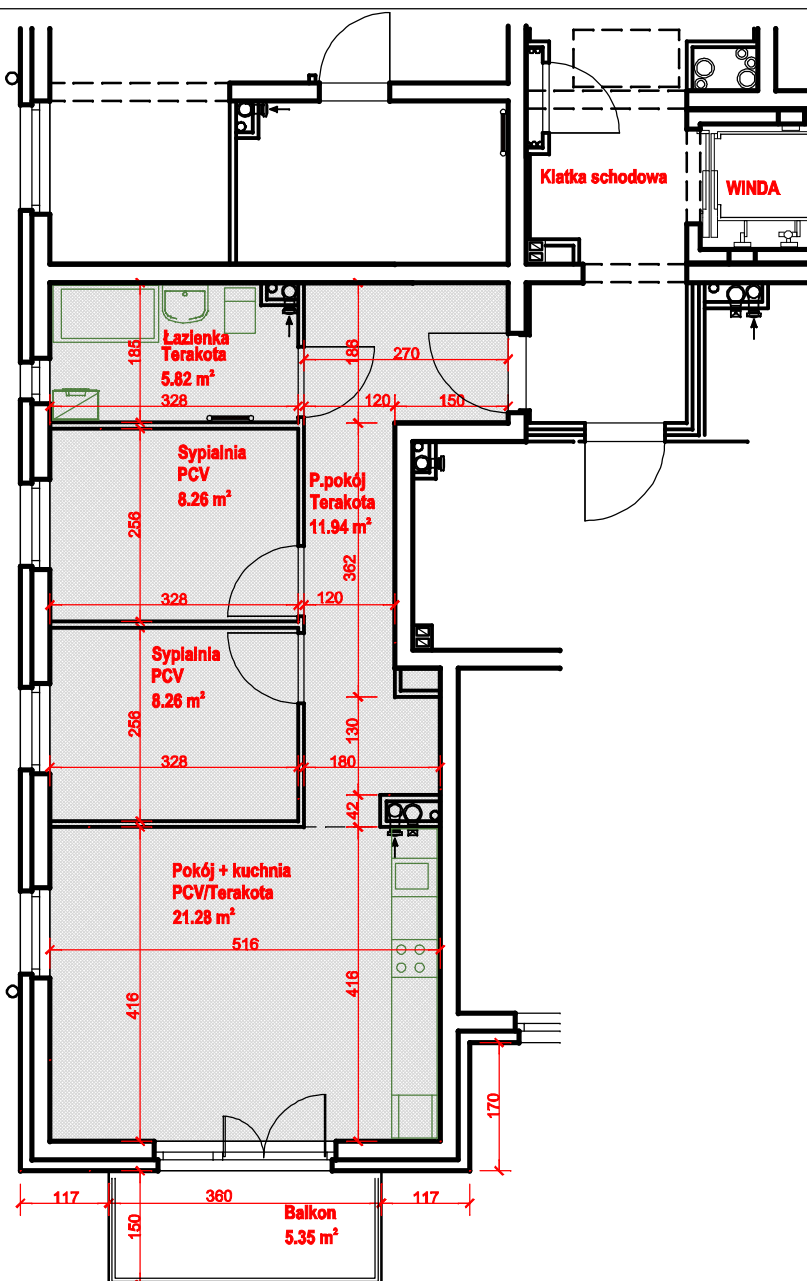 Klatka schodowa
WINDA
Łazienka
Terakota
5.82 m²
185
186
270
328
120
150
Sypialnia
PCV
8.26 m²
P.pokój
Terakota
11.94 m²
256
362
328
120
Sypialnia
PCV
8.26 m²
256
130
328
180
42
Pokój + kuchnia
PCV/Terakota
21.28 m²
516
416
416
170
117
360
117
150
Balkon
5.35 m²